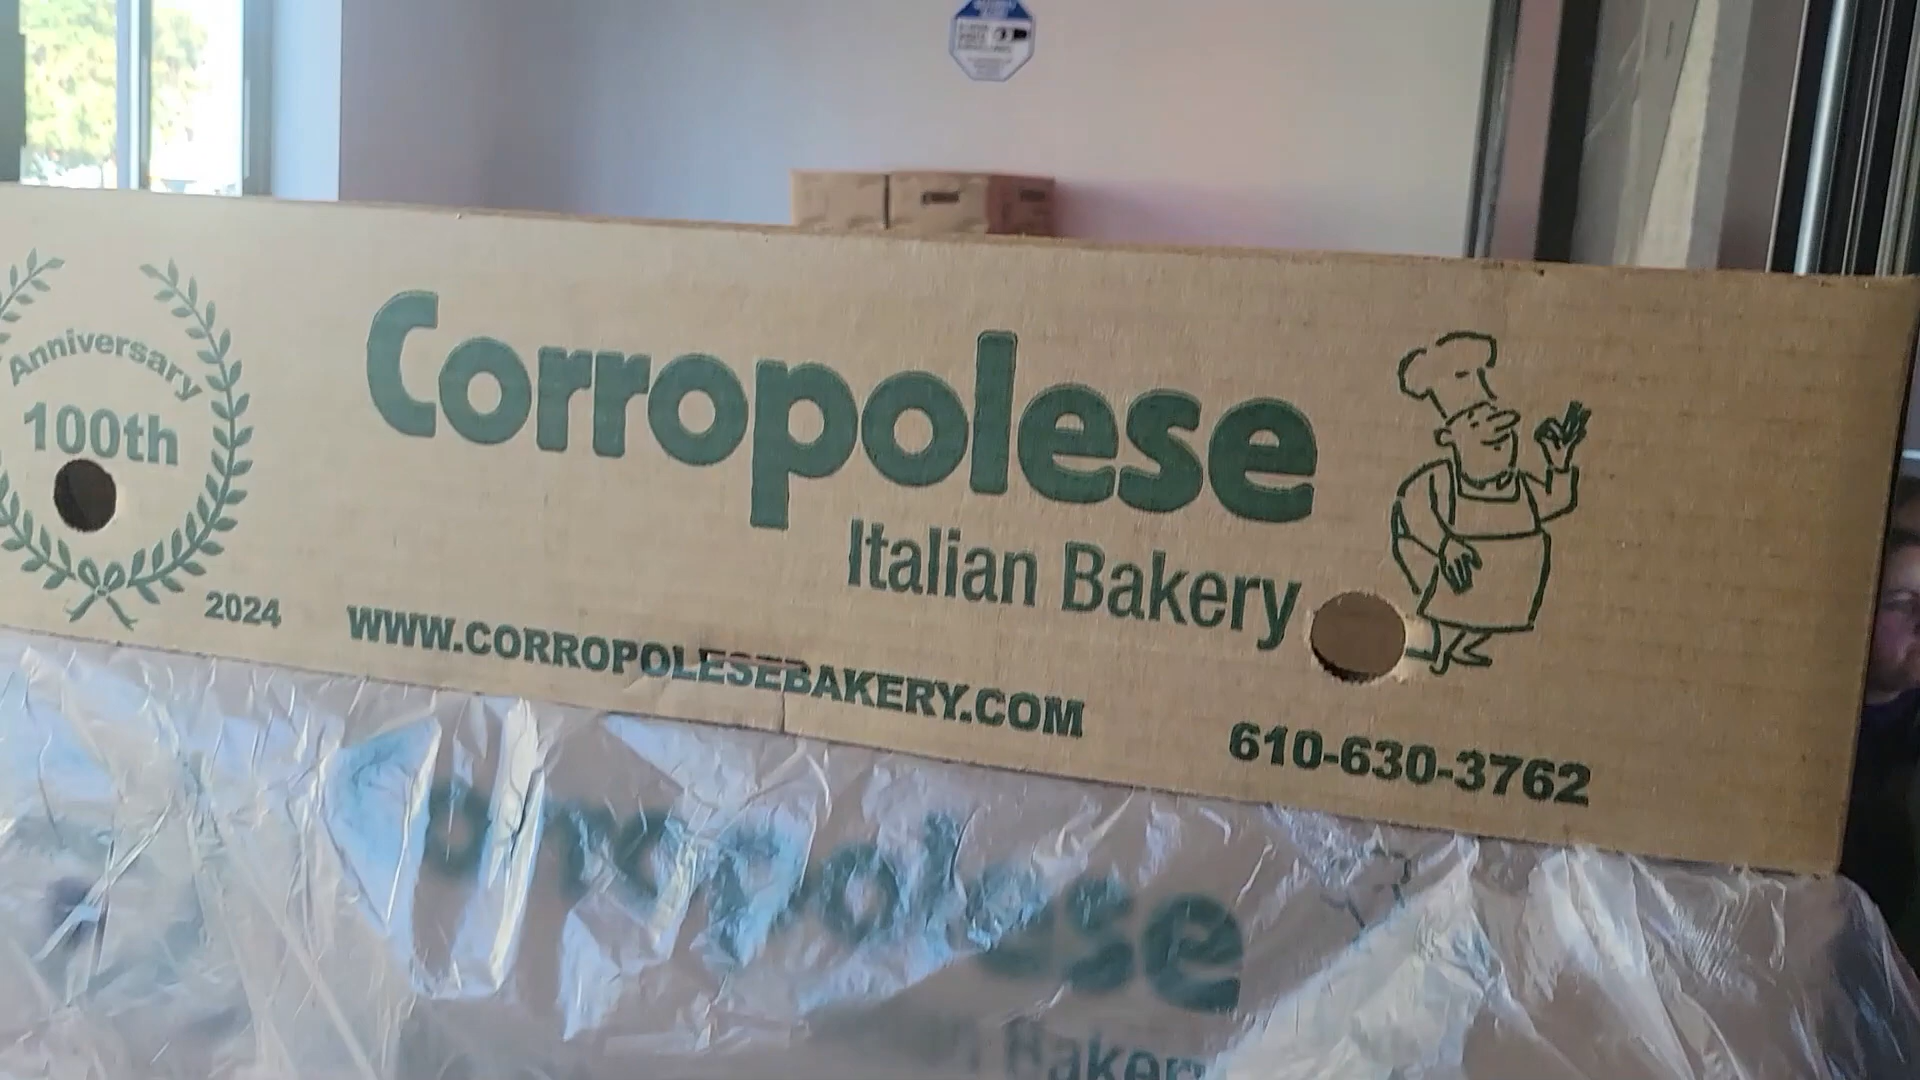 Anniversary
100th
2024
Corropolese
Italian Bakery
WWW.CORROPOLESEBAKERY.COM
610-630-3762
Corropolese
Bakery